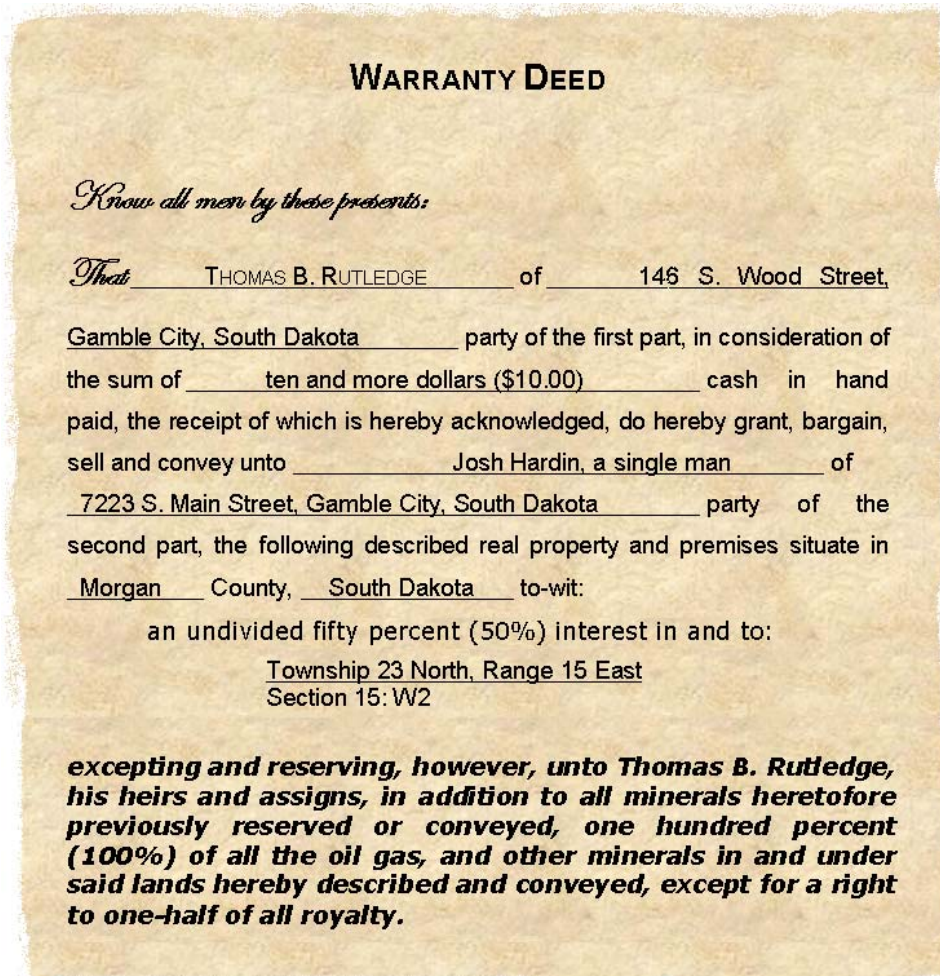 WARRANTY DEED
Know all men by these presents:
That THOMAS B. RUTLEDGE of 146 S. Wood Street,
Gamble City, South Dakota party of the first part, in consideration of
the sum of ten and more dollars ($10.00) cash in hand
paid, the receipt of which is hereby acknowledged, do hereby grant, bargain,
sell and convey unto Josh Hardin, a single man of
7223 S. Main Street, Gamble City, South Dakota party of the
second part, the following described real property and premises situate in
Morgan County, South Dakota to-wit:
an undivided fifty percent (50%) interest in and to:
Township 23 North, Range 15 East
Section 15: W2
excepting and reserving, however, unto Thomas B. Rutledge,
his heirs and assigns, in addition to all minerals heretofore
previously reserved or conveyed, one hundred percent
(100%) of all the oil gas, and other minerals in and under
said lands hereby described and conveyed, except for a right
to one-half of all royalty.